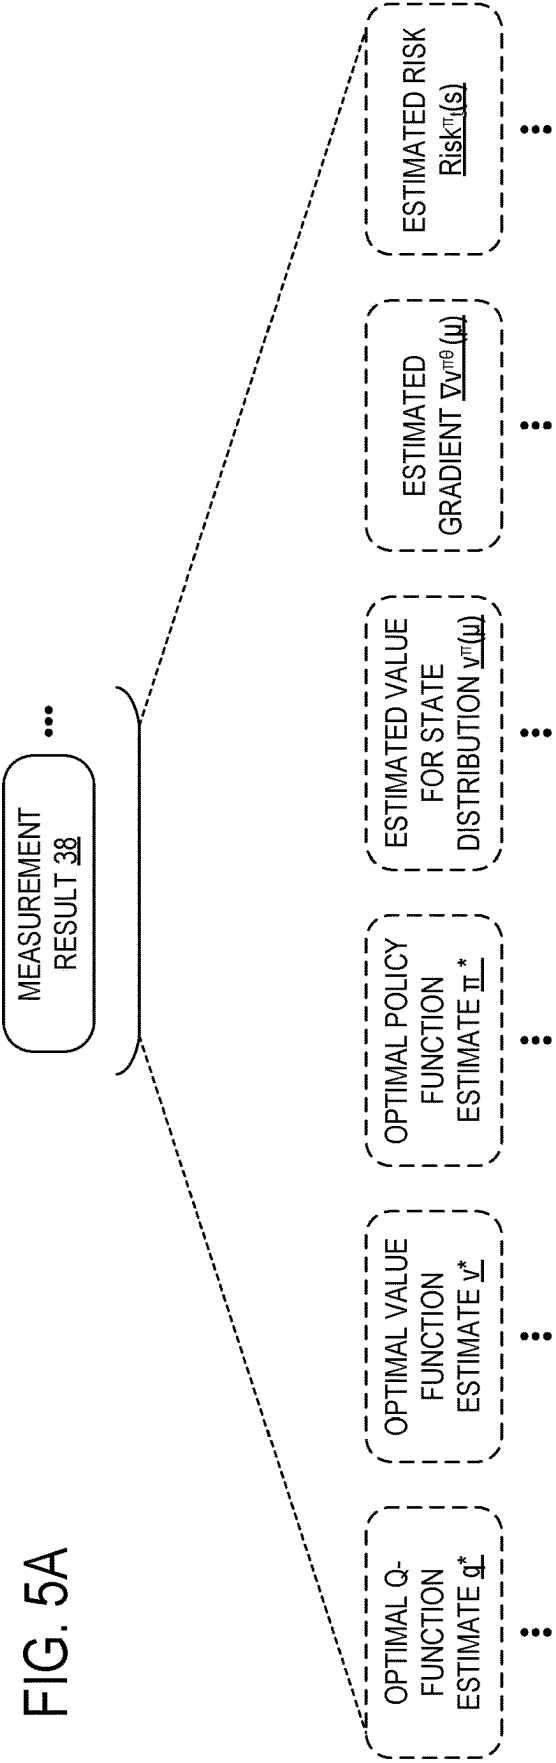 FIG. 5A
MEASUREMENT
RESULT 38
•••
OPTIMAL Q-
FUNCTION
ESTIMATE q*
•••
OPTIMAL VALUE
FUNCTION
ESTIMATE v*
•••
OPTIMAL POLICY
FUNCTION
ESTIMATE π*
•••
ESTIMATED VALUE
FOR STATE
DISTRIBUTION vπ(μ)
•••
ESTIMATED
GRADIENT ∇vπθ(μ)
•••
ESTIMATED RISK
Riskπt(s)
•••